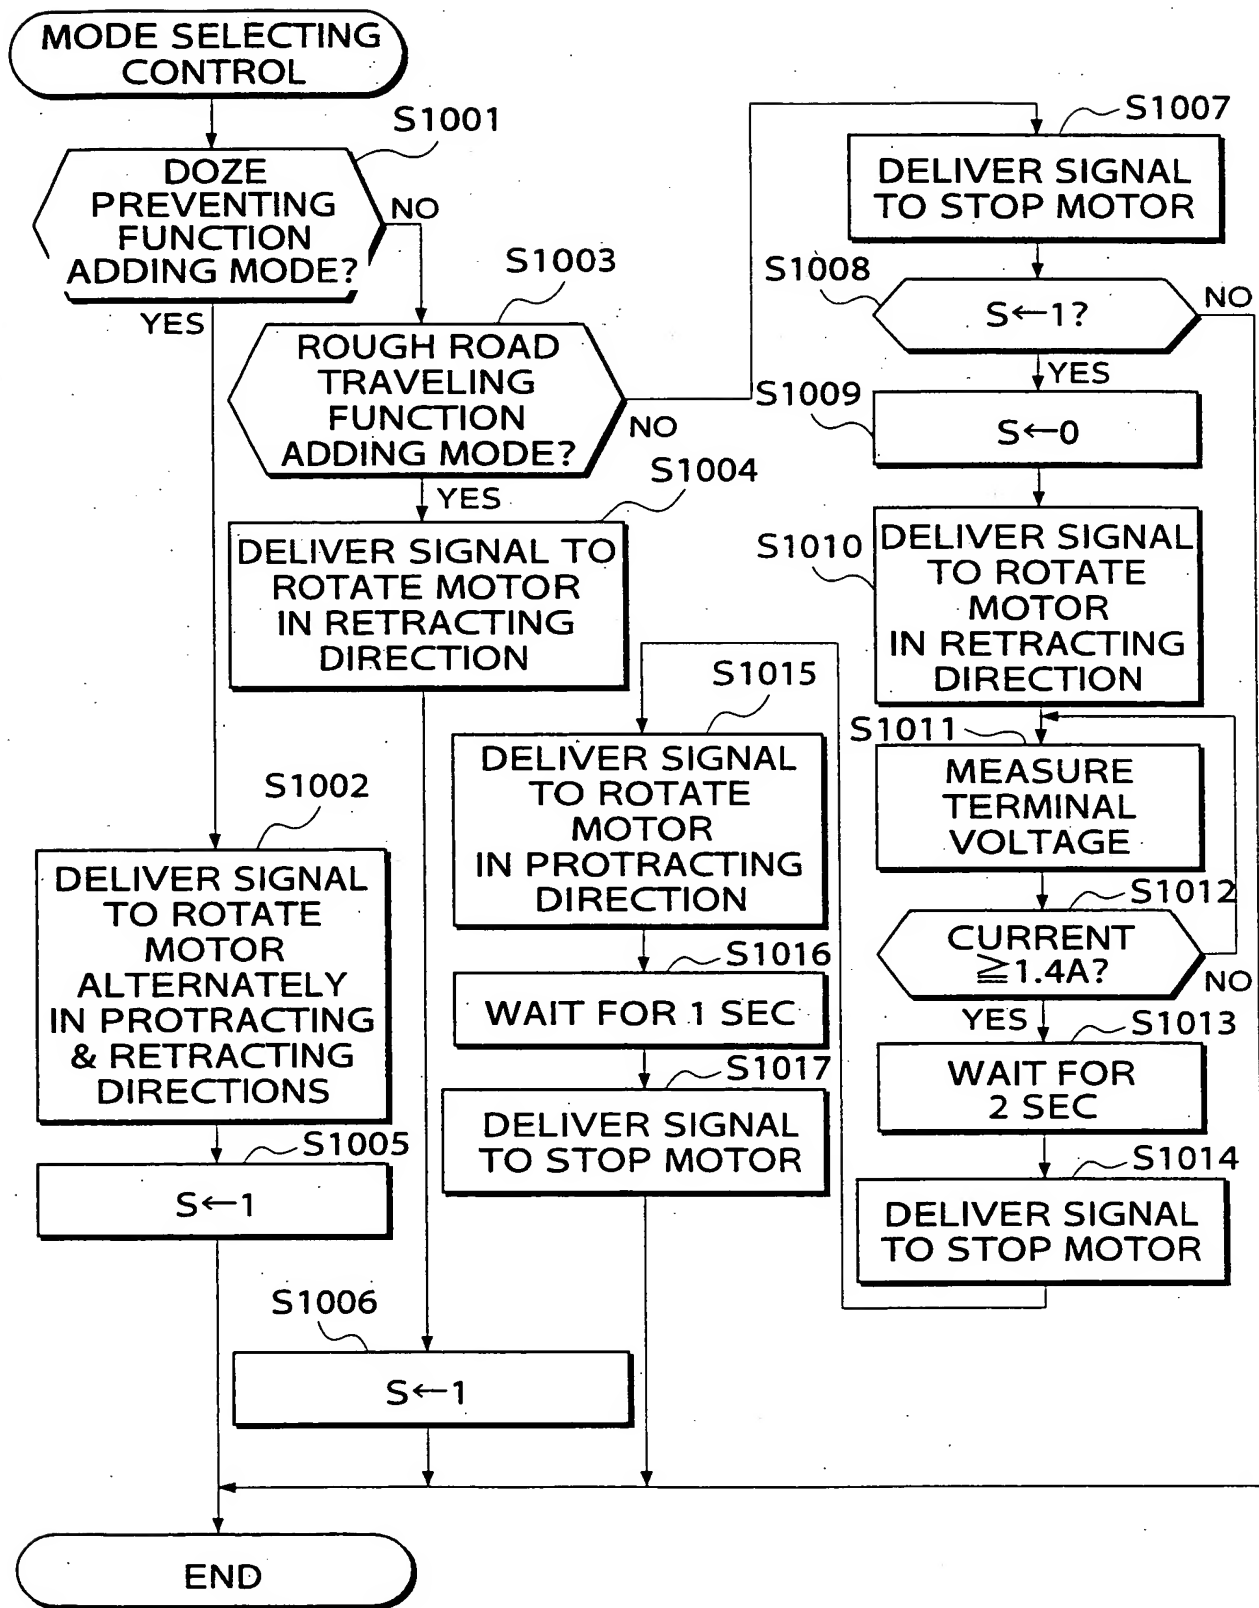 MODE SELECTING
CONTROL
S1001
DOZE
PREVENTING
FUNCTION
ADDING MODE?
NO
YES
S1003
ROUGH ROAD
TRAVELING
FUNCTION
ADDING MODE?
NO
YES
S1004
DELIVER SIGNAL TO
ROTATE MOTOR
IN RETRACTING
DIRECTION
S1002
DELIVER SIGNAL
TO ROTATE
MOTOR
ALTERNATELY
IN PROTRACTING
& RETRACTING
DIRECTIONS
S1005
S←1
S1006
S←1
S1007
DELIVER SIGNAL
TO STOP MOTOR
S1008
S←1?
NO
YES
S1009
S←0
S1010
DELIVER SIGNAL
TO ROTATE
MOTOR
IN RETRACTING
DIRECTION
S1011
MEASURE
TERMINAL
VOLTAGE
S1012
CURRENT
≧1.4A?
NO
YES
S1013
WAIT FOR
2 SEC
S1014
DELIVER SIGNAL
TO STOP MOTOR
S1015
DELIVER SIGNAL
TO ROTATE
MOTOR
IN PROTRACTING
DIRECTION
S1016
WAIT FOR 1 SEC
S1017
DELIVER SIGNAL
TO STOP MOTOR
END